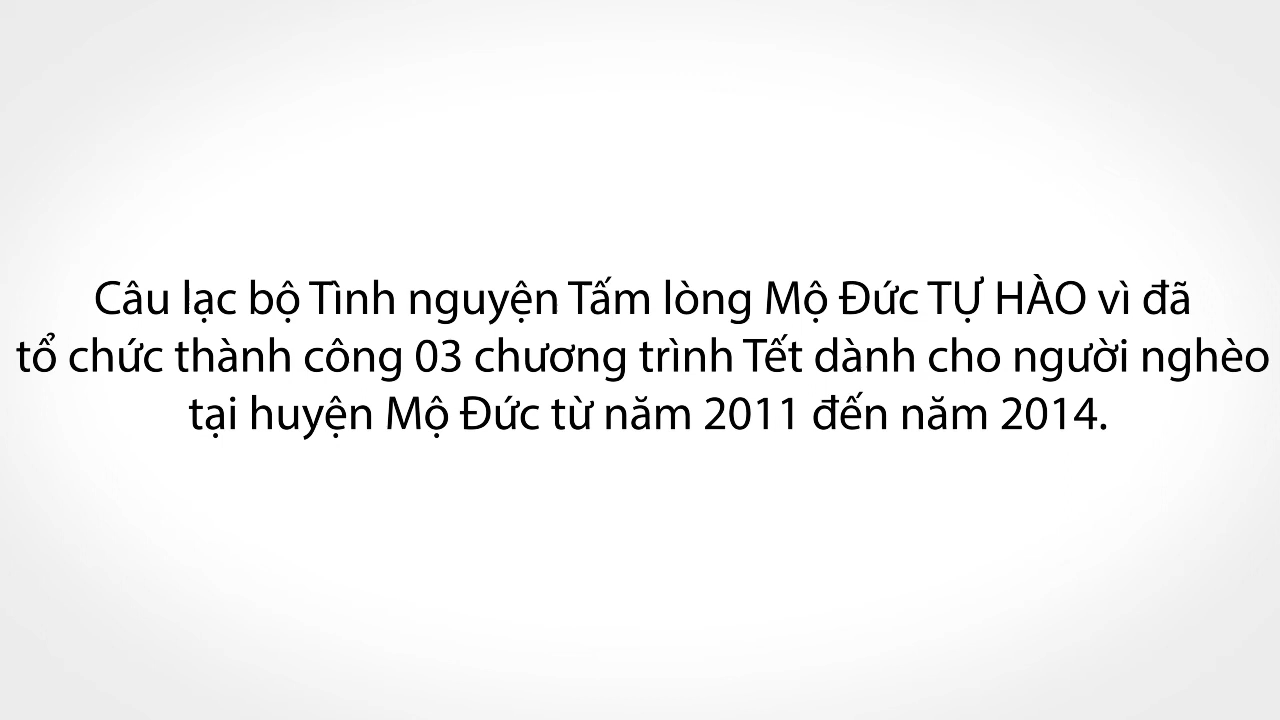 Câu lạc bộ Tình nguyện Tấm lòng Mộ Đức TỰ HÀO vì đã
tổ chức thành công 03 chương trình Tết dành cho người nghèo
tại huyện Mộ Đức từ năm 2011 đến năm 2014.